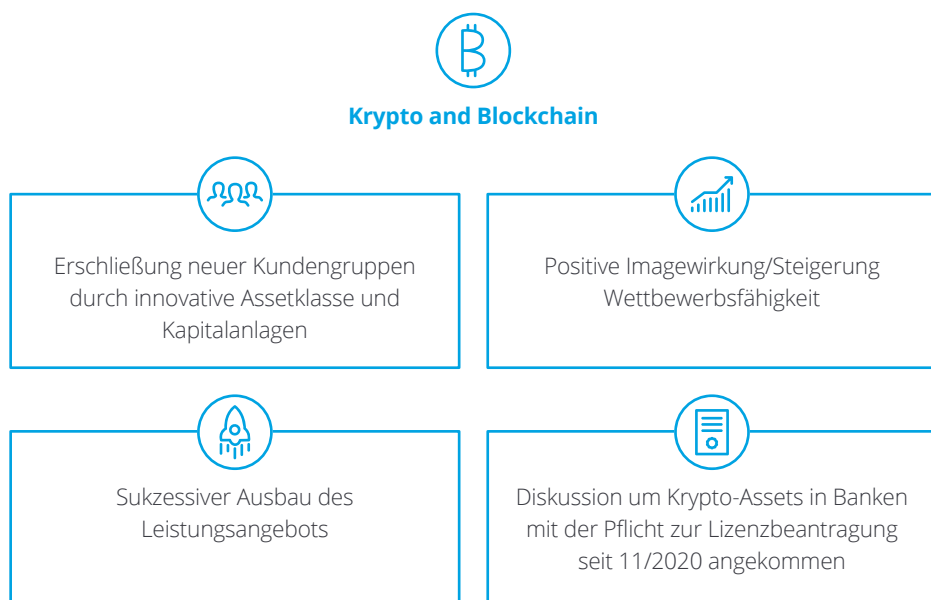 Krypto and Blockchain
Erschließung neuer Kundengruppen
durch innovative Assetklasse und
Kapitalanlagen
Positive Imagewirkung/Steigerung
Wettbewerbsfähigkeit
Sukzessiver Ausbau des
Leistungsangebots
Diskussion um Krypto-Assets in Banken
mit der Pflicht zur Lizenzbeantragung
seit 11/2020 angekommen